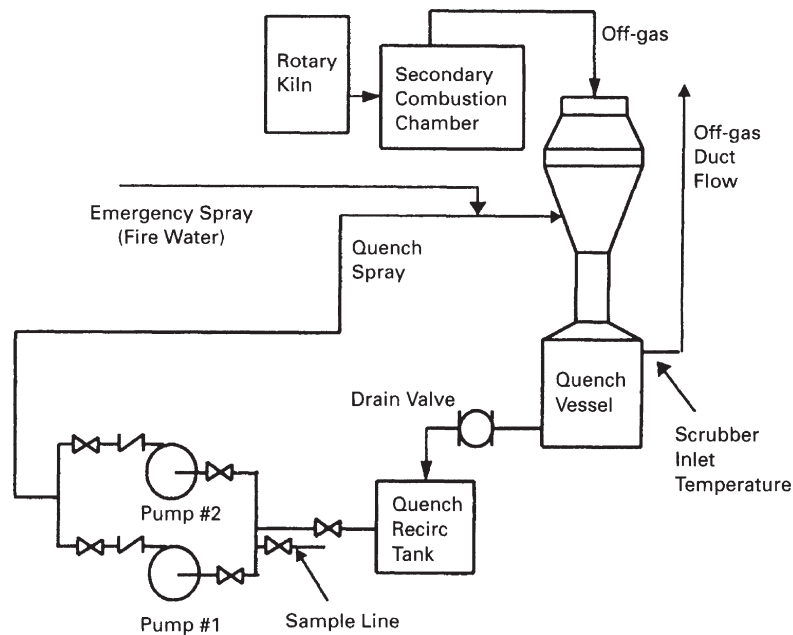 Rotary
Kiln
Secondary
Combustion
Chamber
Off-gas
Off-gas
Duct
Flow
Emergency Spray
(Fire Water)
Quench
Spray
Quench
Vessel
Drain Valve
Scrubber
Inlet
Temperature
Quench
Recirc
Tank
Pump #2
Pump #1
Sample Line